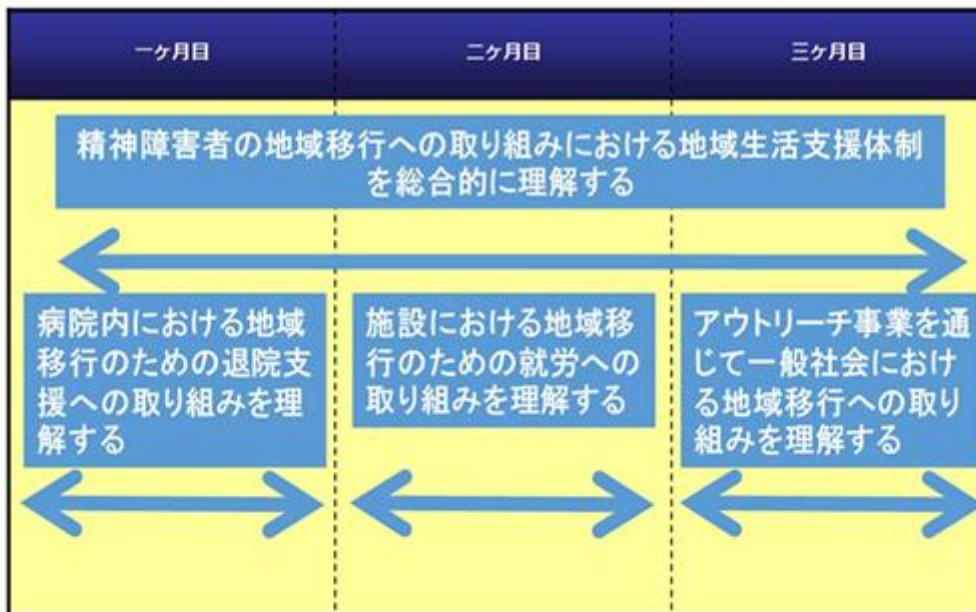 一ヶ月目
二ヶ月目
三ヶ月目
精神障害者の地域移行への取り組みにおける地域生活支援体制
を総合的に理解する
病院内における地域
移行のための退院支
援への取り組みを理
解する
施設における地域移
行のための就労への
取り組みを理解する
アウトリーチ事業を通
じて一般社会におけ
る地域移行への取り
組みを理解する